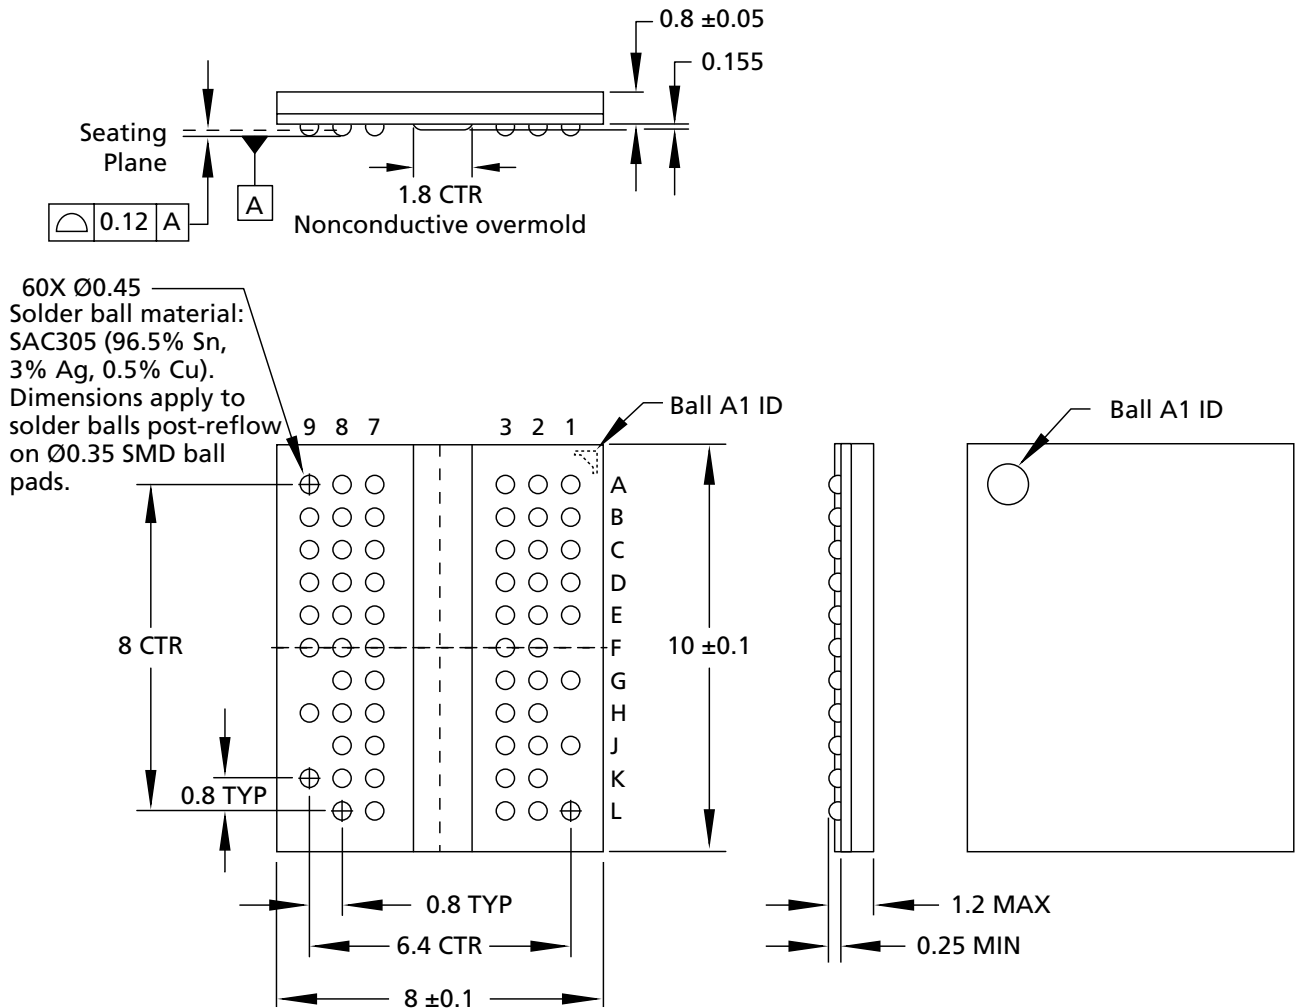 0.8 ±0.05
0.155
Seating
Plane
A
0.12 A
1.8 CTR
Nonconductive overmold
60X Ø0.45
Solder ball material:
SAC305 (96.5% Sn,
3% Ag, 0.5% Cu).
Dimensions apply to
solder balls post-reflow
on Ø0.35 SMD ball
pads.
Ball A1 ID
Ball A1 ID
9 8 7 3 2 1
A
B
C
D
E
F
G
H
J
K
L
8 CTR
10 ±0.1
0.8 TYP
0.8 TYP
1.2 MAX
6.4 CTR
0.25 MIN
8 ±0.1